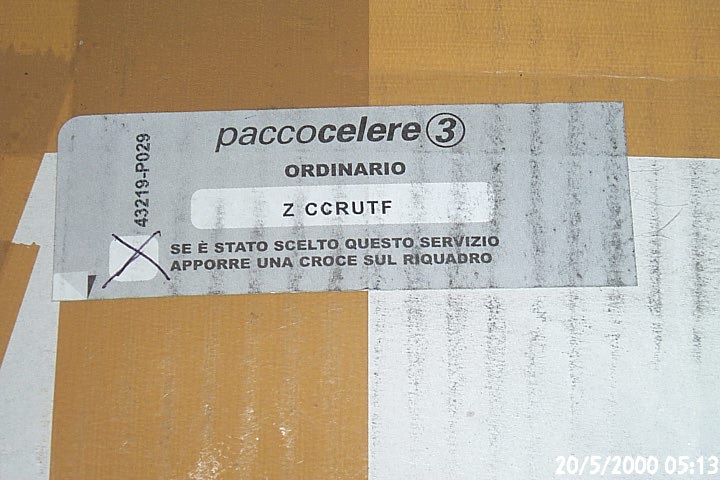 paccocelere 3
43219-P029
ORDINARIO
Z CCRUTF
SE È STATO SCELTO QUESTO SERVIZIO
APPORRE UNA CROCE SUL RIQUADRO
20/5/2000 05:13